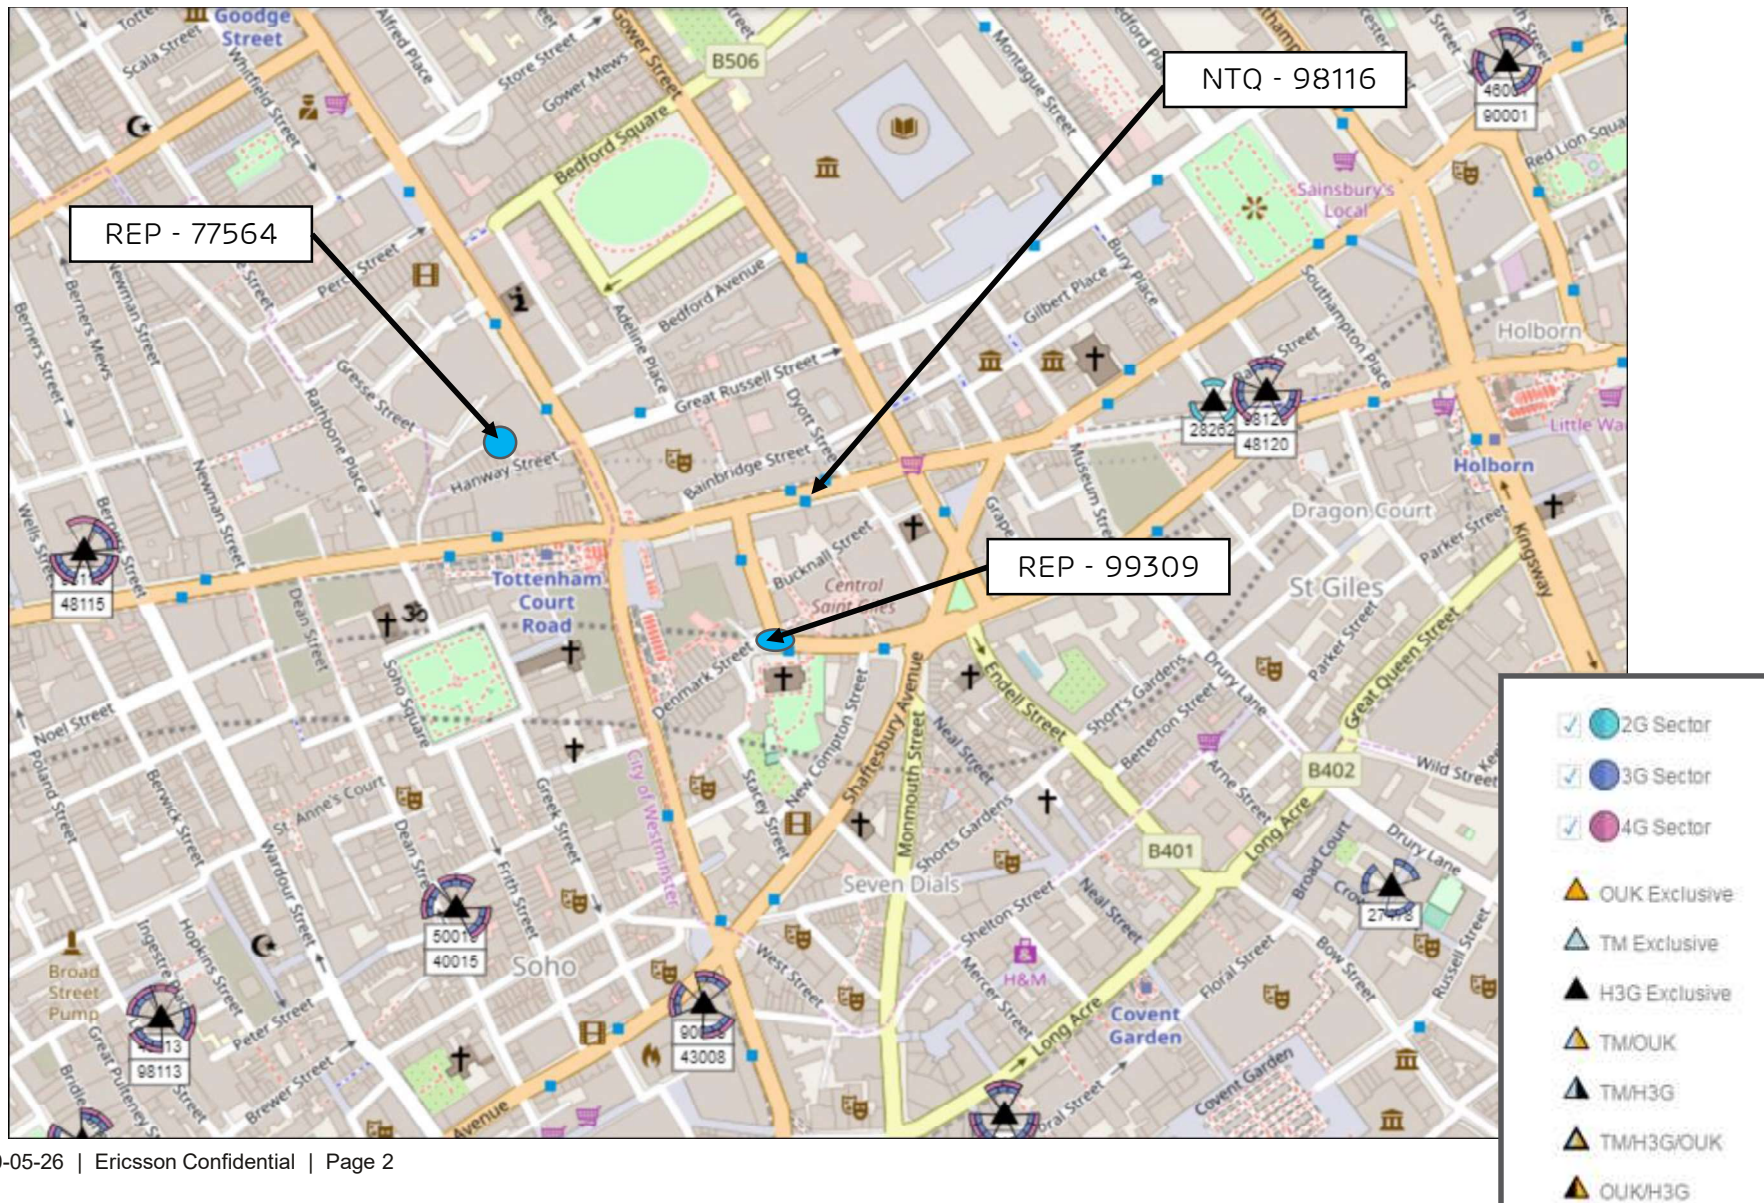 Goodge
Street
Scala Street
Whitfield Street
Alfred Place
Store Street
Gower Mews
Gower Street
B506
Bedford Square
Montague Street
NTQ - 98116
90001
Red Lion
Sainsbury's
Local
REP - 77564
Percy Street
Newman Street
Berners Mews
Berners Street
Bedford Avenue
Adeline Place
Gilbert Place
Bury Place
Southampton Place
Holborn
Gresse Street
Rathbone Place
Great Russell Street
Dyott Street
Hanway Street
Bainbridge Street
Museum Street
28262
48120
Little
Holborn
Newman Street
Wells Street
Dragon Court
Parker Street
Kingsway
48115
Tottenham
Court
Road
Bucknall Street
Central
Saint Giles
REP - 99309
St Giles
Dean Street
Soho Square
Denmark Street
Noel Street
Poland Street
Berwick Street
Endell Street
Short's Gardens
Drury Lane
Parker Street
Great Queen Street
Betterton Street
Neal Street
Shaftesbury Avenue
Monmouth Street
New Compton Street
Stacey Street
City of Westminster
Greek Street
St Anne's Court
Dean Street
Frith Street
Wardour Street
Hopkins Street
B402
Wild Street
Arne Street
Long Acre
B401
Broad Court
Drury Lane
Seven Dials
Shorts Gardens
Shelton Street
Neal Street
Bow Street
Russell Street
Floral Street
Broad
Street
Pump
40015
Soho
West Street
H&M
Mercer Street
Covent
Garden
Long Acre
Covent Garden
98113
Peter Street
Great Pulteney
Brewer Street
43008
Avenue
2G Sector
3G Sector
4G Sector
OUK Exclusive
TM Exclusive
H3G Exclusive
TM/OUK
TM/H3G
TM/H3G/OUK
OUK/H3G
-05-26 | Ericsson Confidential | Page 2